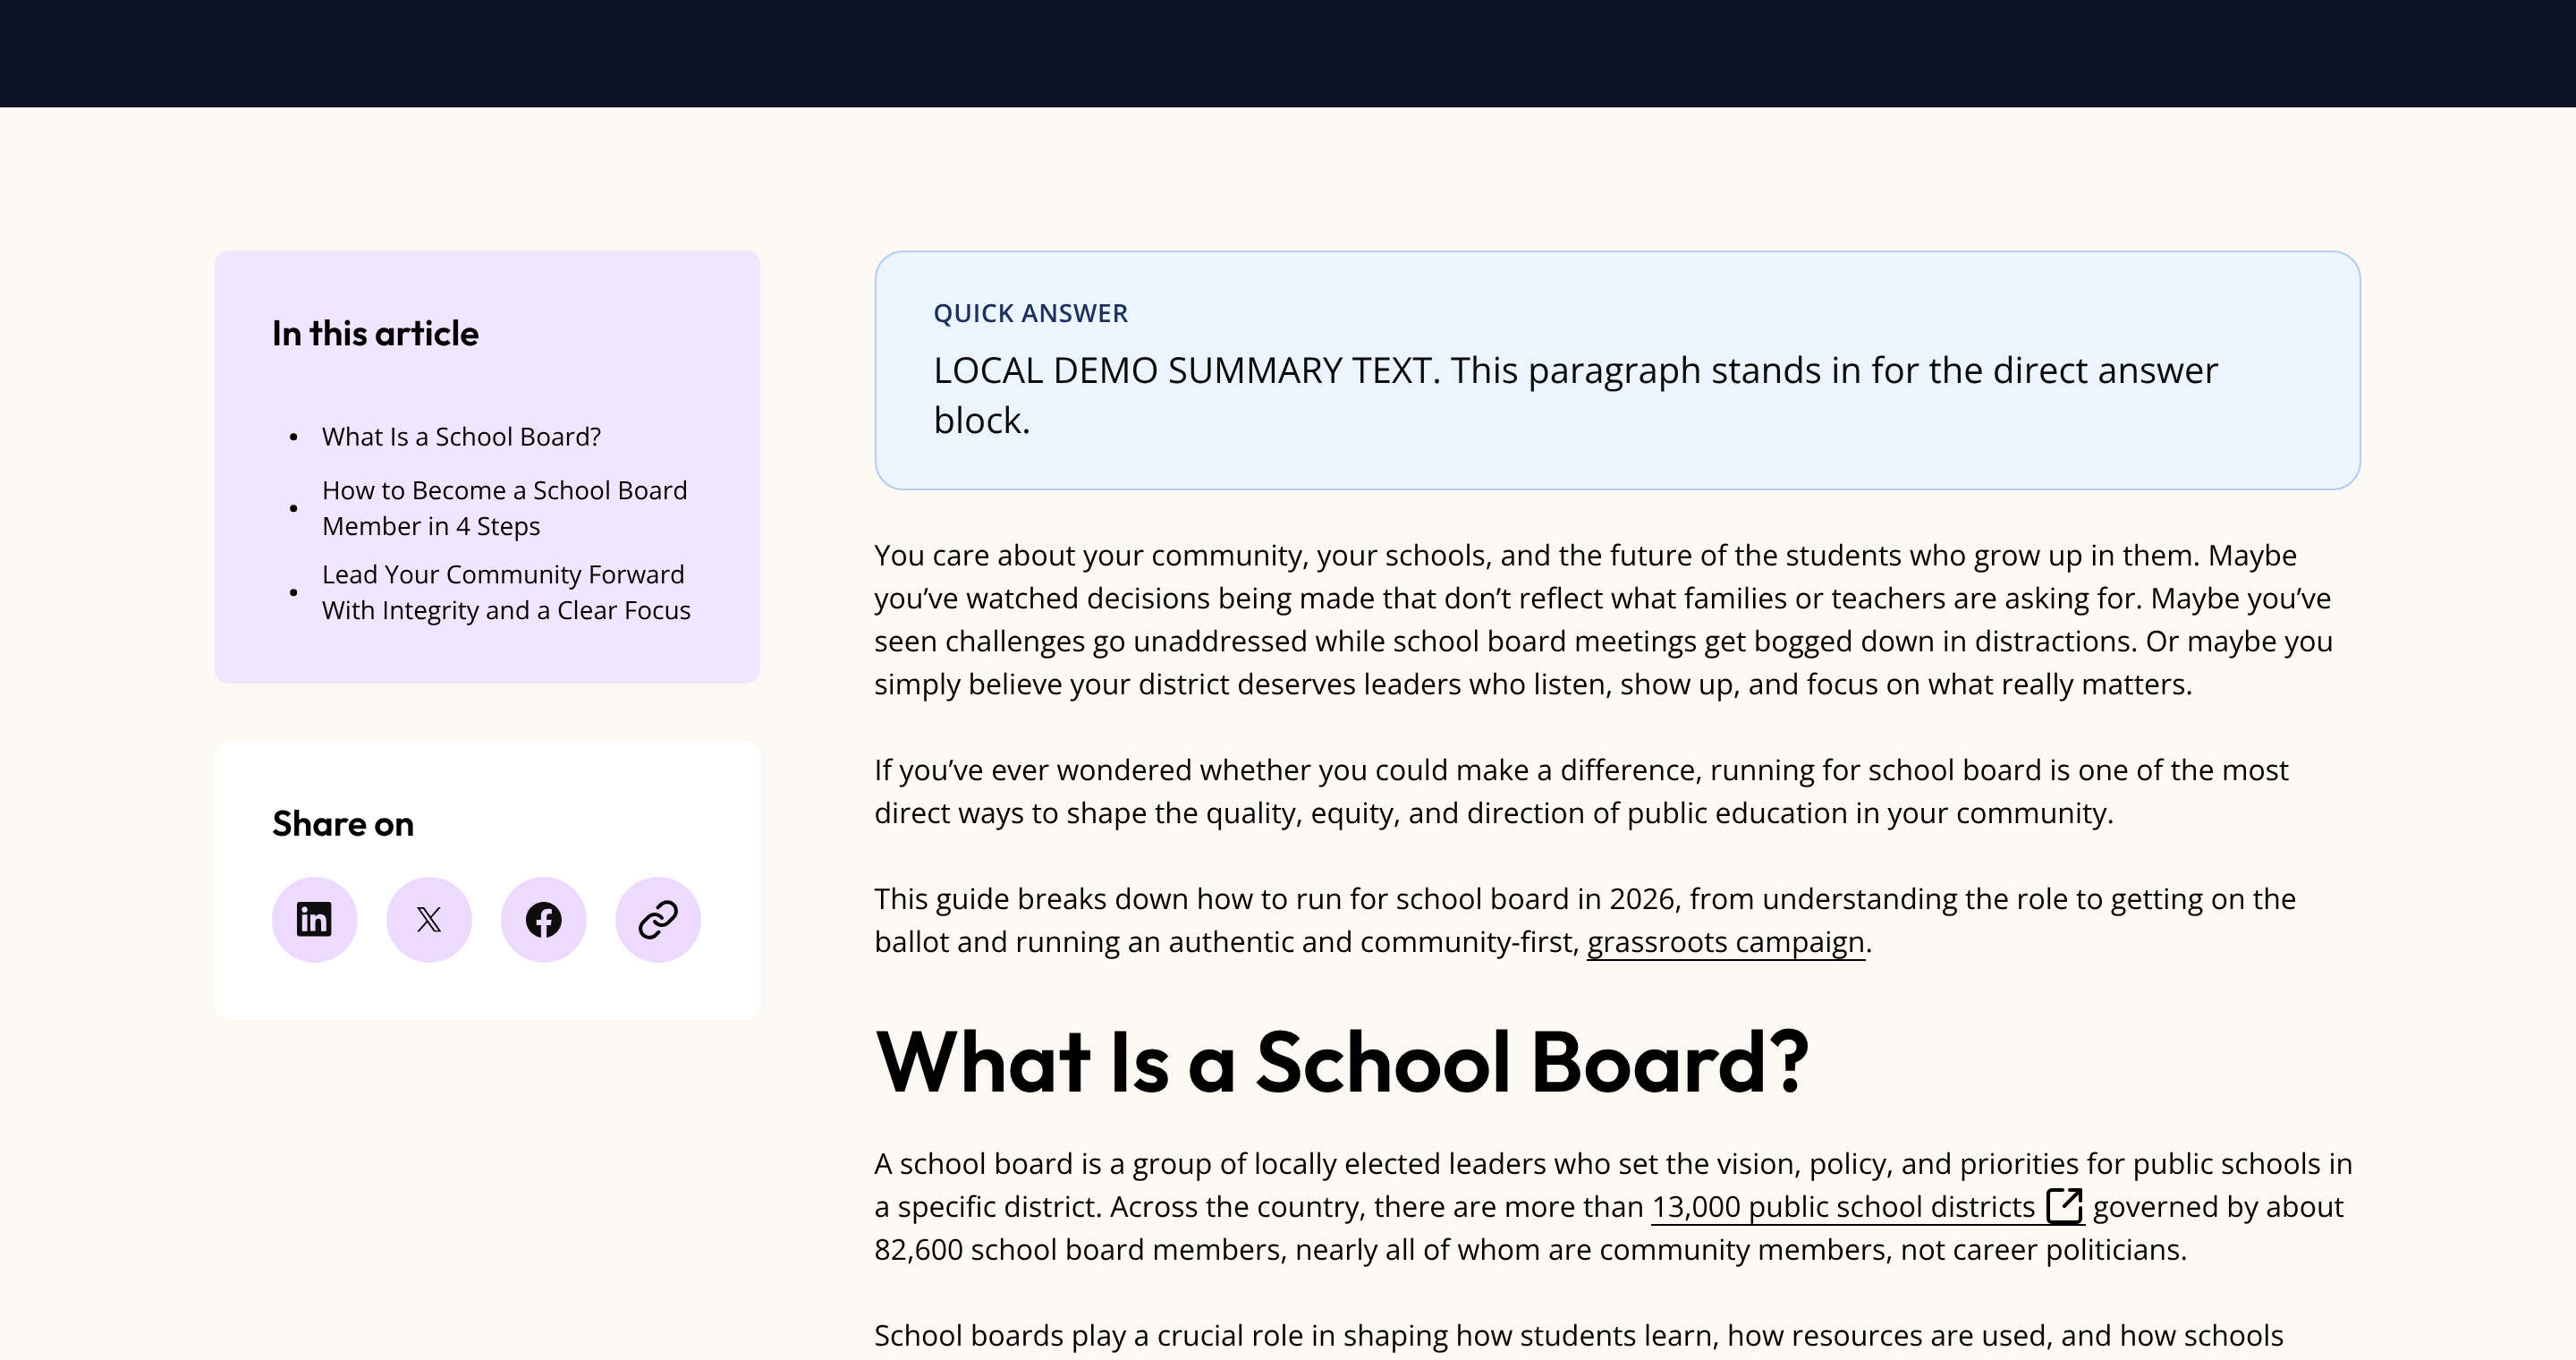 In this article
• What Is a School Board?
• How to Become a School Board
Member in 4 Steps
• Lead Your Community Forward
With Integrity and a Clear Focus
Share on
QUICK ANSWER
LOCAL DEMO SUMMARY TEXT. This paragraph stands in for the direct answer
block.
You care about your community, your schools, and the future of the students who grow up in them. Maybe
you’ve watched decisions being made that don’t reflect what families or teachers are asking for. Maybe you’ve
seen challenges go unaddressed while school board meetings get bogged down in distractions. Or maybe you
simply believe your district deserves leaders who listen, show up, and focus on what really matters.
If you’ve ever wondered whether you could make a difference, running for school board is one of the most
direct ways to shape the quality, equity, and direction of public education in your community.
This guide breaks down how to run for school board in 2026, from understanding the role to getting on the
ballot and running an authentic and community-first, grassroots campaign.
What Is a School Board?
A school board is a group of locally elected leaders who set the vision, policy, and priorities for public schools in
a specific district. Across the country, there are more than 13,000 public school districts governed by about
82,600 school board members, nearly all of whom are community members, not career politicians.
School boards play a crucial role in shaping how students learn, how resources are used, and how schools